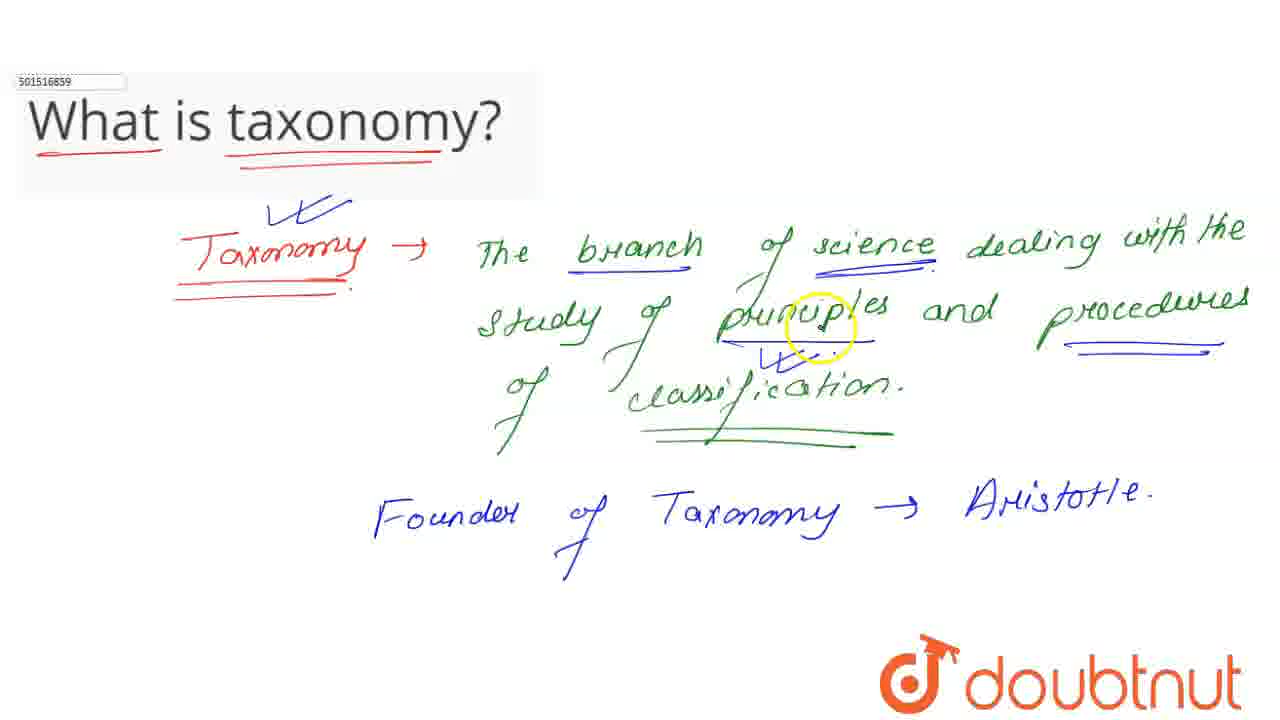 501516859
What is taxonomy?
Taxonomy → The branch of science dealing with the
study of principles and procedures
of classification.
Founder of Taxonomy → Aristotle.
doubtnut